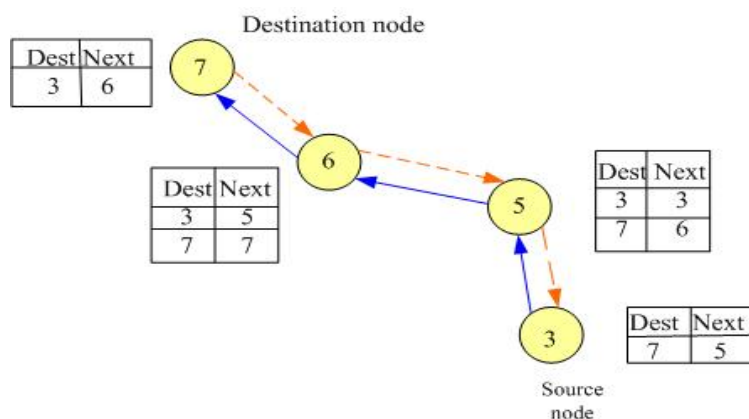 Destination node
Dest Next
3 6
7
6
Dest Next
3 5
7 7
5
Dest Next
3 3
7 6
3
Dest Next
7 5
Source
node